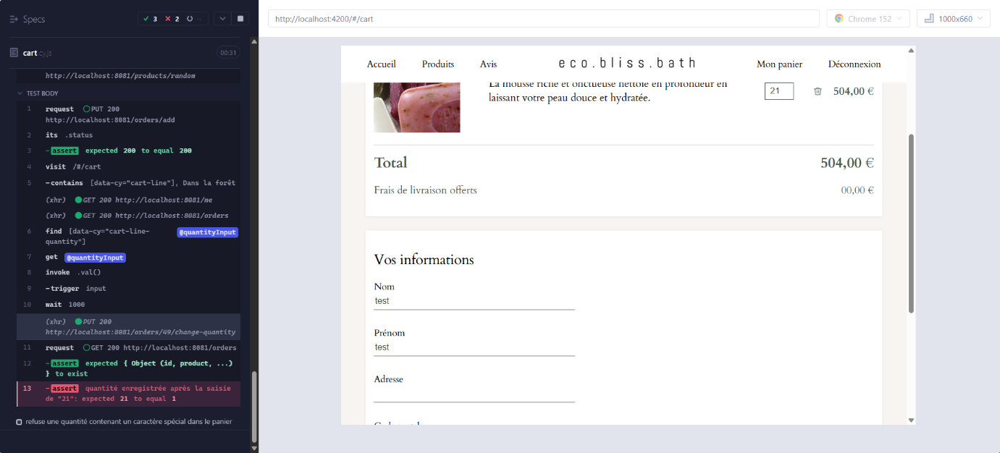 Specs
3
2
--
cart.cy.js
00:31
http://localhost:8081/products/random
TEST BODY
1 request PUT 200
http://localhost:8081/orders/add
2 its .status
3 -assert expected 200 to equal 200
4 visit /#/cart
5 -contains [data-cy="cart-line"], Dans la forêt
(xhr) GET 200 http://localhost:8081/me
(xhr) GET 200 http://localhost:8081/orders
6 find [data-cy="cart-line-quantity"] @quantityInput
7 get @quantityInput
8 invoke .val()
9 -trigger input
10 wait 1000
(xhr) PUT 200
http://localhost:8081/orders/49/change-quantity
11 request GET 200 http://localhost:8081/orders
12 -assert expected { Object (id, product, ...)
} to exist
13 -assert quantité enregistrée après la saisie
de "21": expected 21 to equal 1
refuse une quantité contenant un caractère spécial dans le panier
http://localhost:4200/#/cart
Chrome 152
1000x660
Accueil Produits Avis eco.bliss.bath Mon panier Déconnexion
La mousse riche et onctueuse nettoie en profondeur en
laissant votre peau douce et hydratée.
21 504,00 €
Total 504,00 €
Frais de livraison offerts 00,00 €
Vos informations
Nom
test
Prénom
test
Adresse